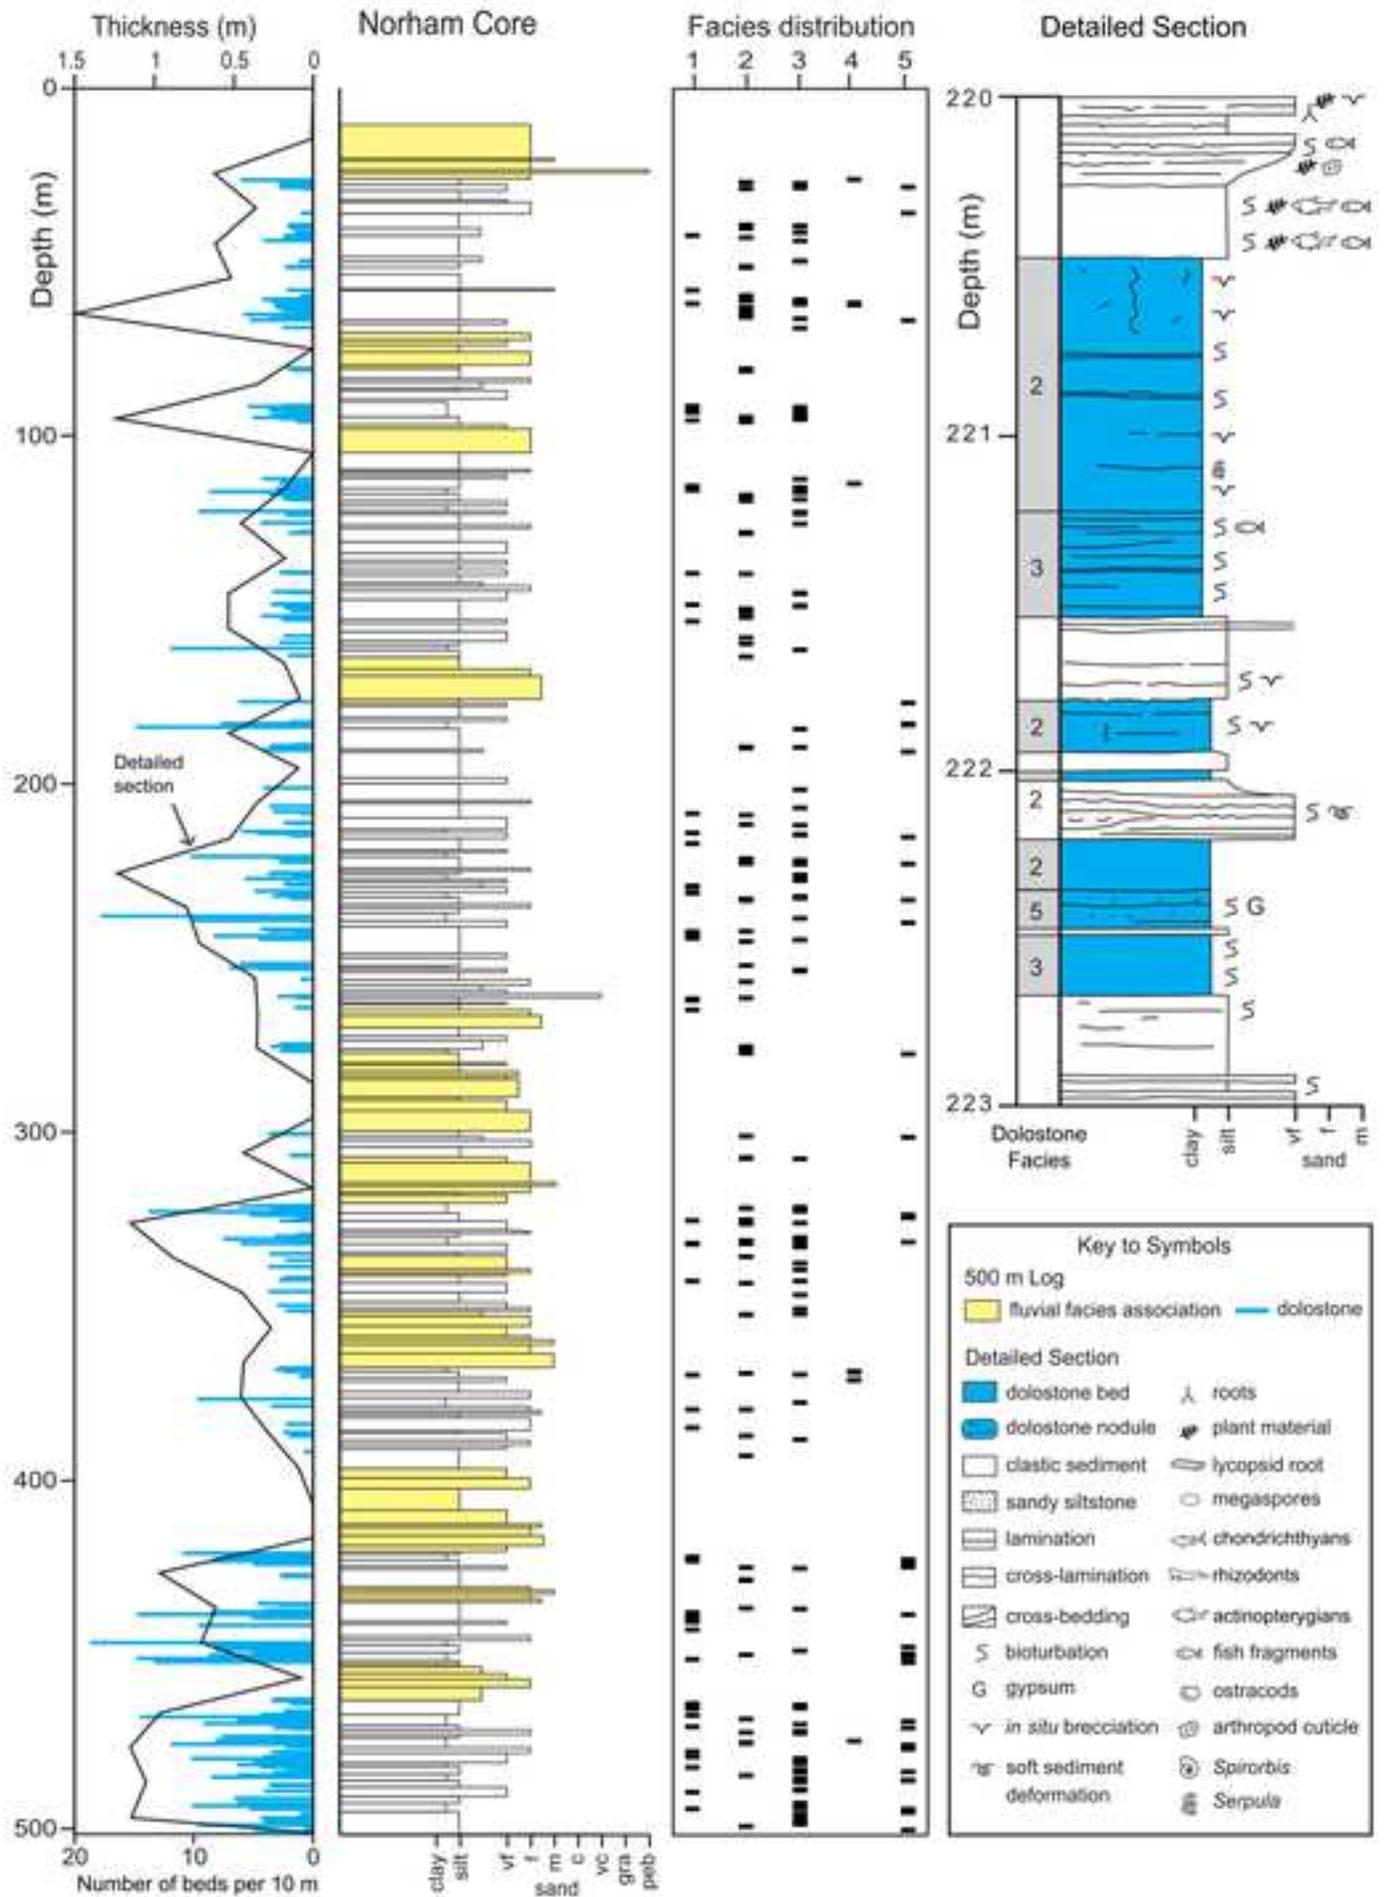 Thickness (m)
Norham Core
Facies distribution
Detailed Section
1.5 1 0.5 0
1 2 3 4 5
0
100
200
300
400
500
Depth (m)
Detailed
section
20 10 0
Number of beds per 10 m
clay silt vf f m c vc gra peb
sand
220
221
222
223
Depth (m)
2
3
2
2
2
5
3
G
Dolostone
Facies
clay silt vf f m
sand
Key to Symbols
500 m Log
fluvial facies association dolostone
Detailed Section
dolostone bed roots
dolostone nodule plant material
clastic sediment lycopsid root
sandy siltstone megaspores
lamination chondrichthyans
cross-lamination rhizodonts
cross-bedding actinopterygians
bioturbation fish fragments
G gypsum ostracods
in situ brecciation arthropod cuticle
soft sediment Spirorbis
deformation Serpula